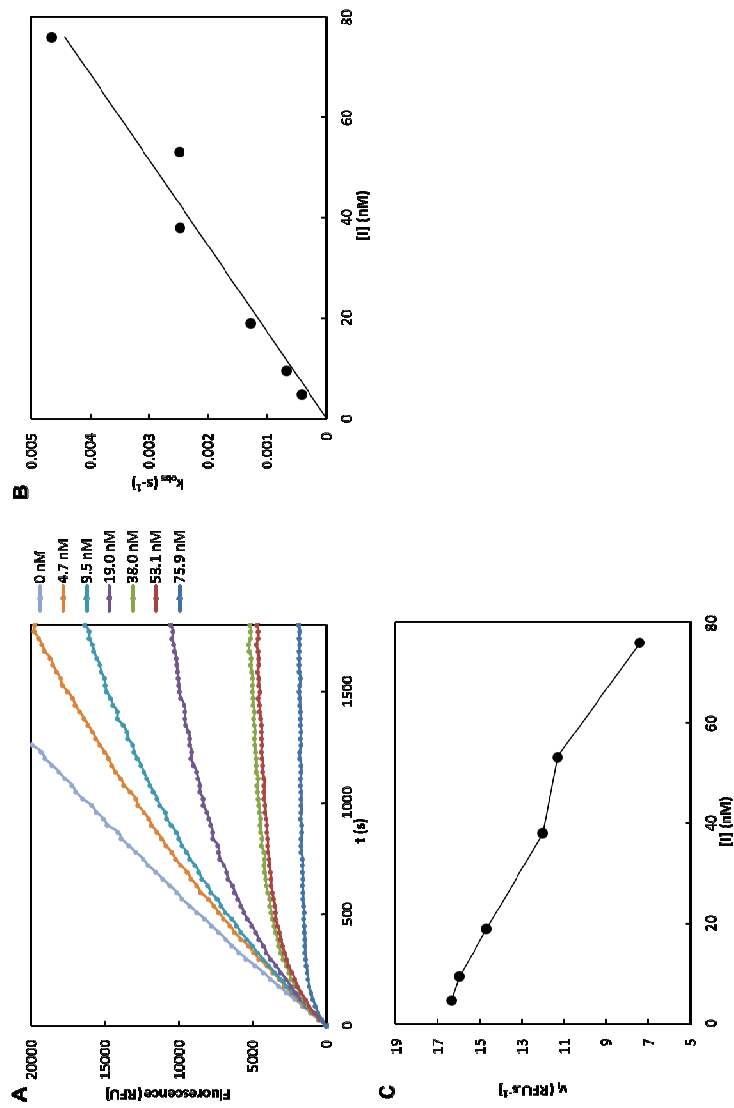 A
20000
15000
10000
5000
0
Fluorescence (RFU)
0
500
1000
1500
t (s)
0 nM
4.7 nM
9.5 nM
19.0 nM
38.0 nM
53.1 nM
75.9 nM
B
0.005
0.004
0.003
0.002
0.001
0
kobs (s-1)
0
20
40
60
80
[I] (nM)
C
19
17
15
13
11
9
7
5
vi (RFU.s-1)
0
20
40
60
80
[I] (nM)